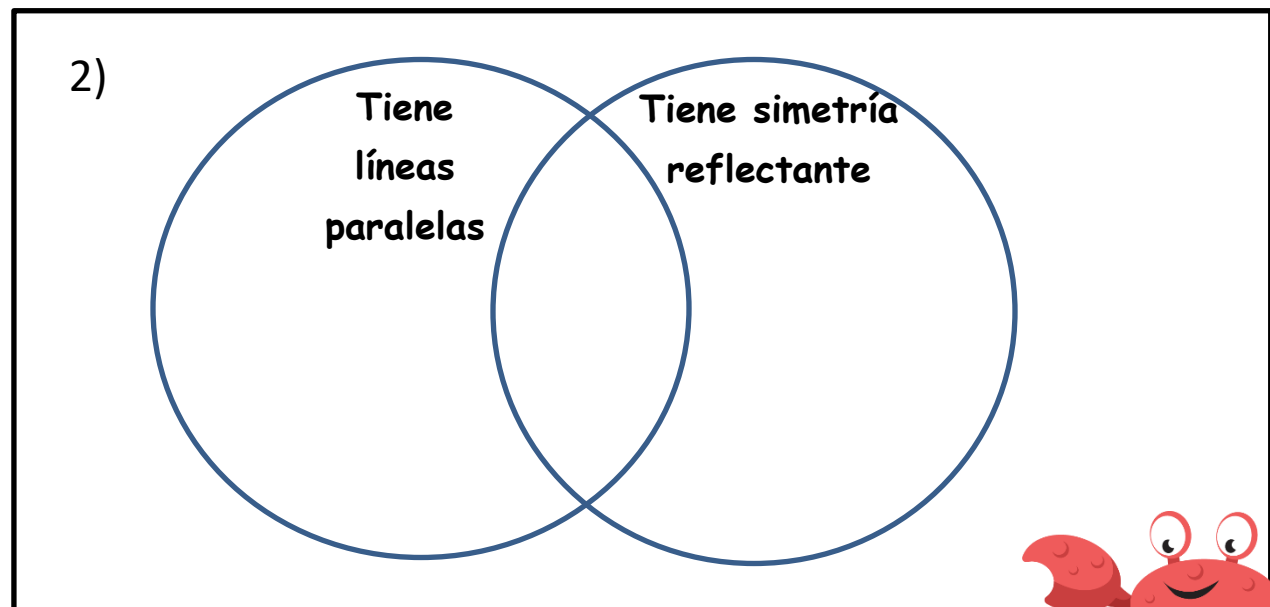 2)
Tiene
líneas
paralelas
Tiene simetría
reflectante